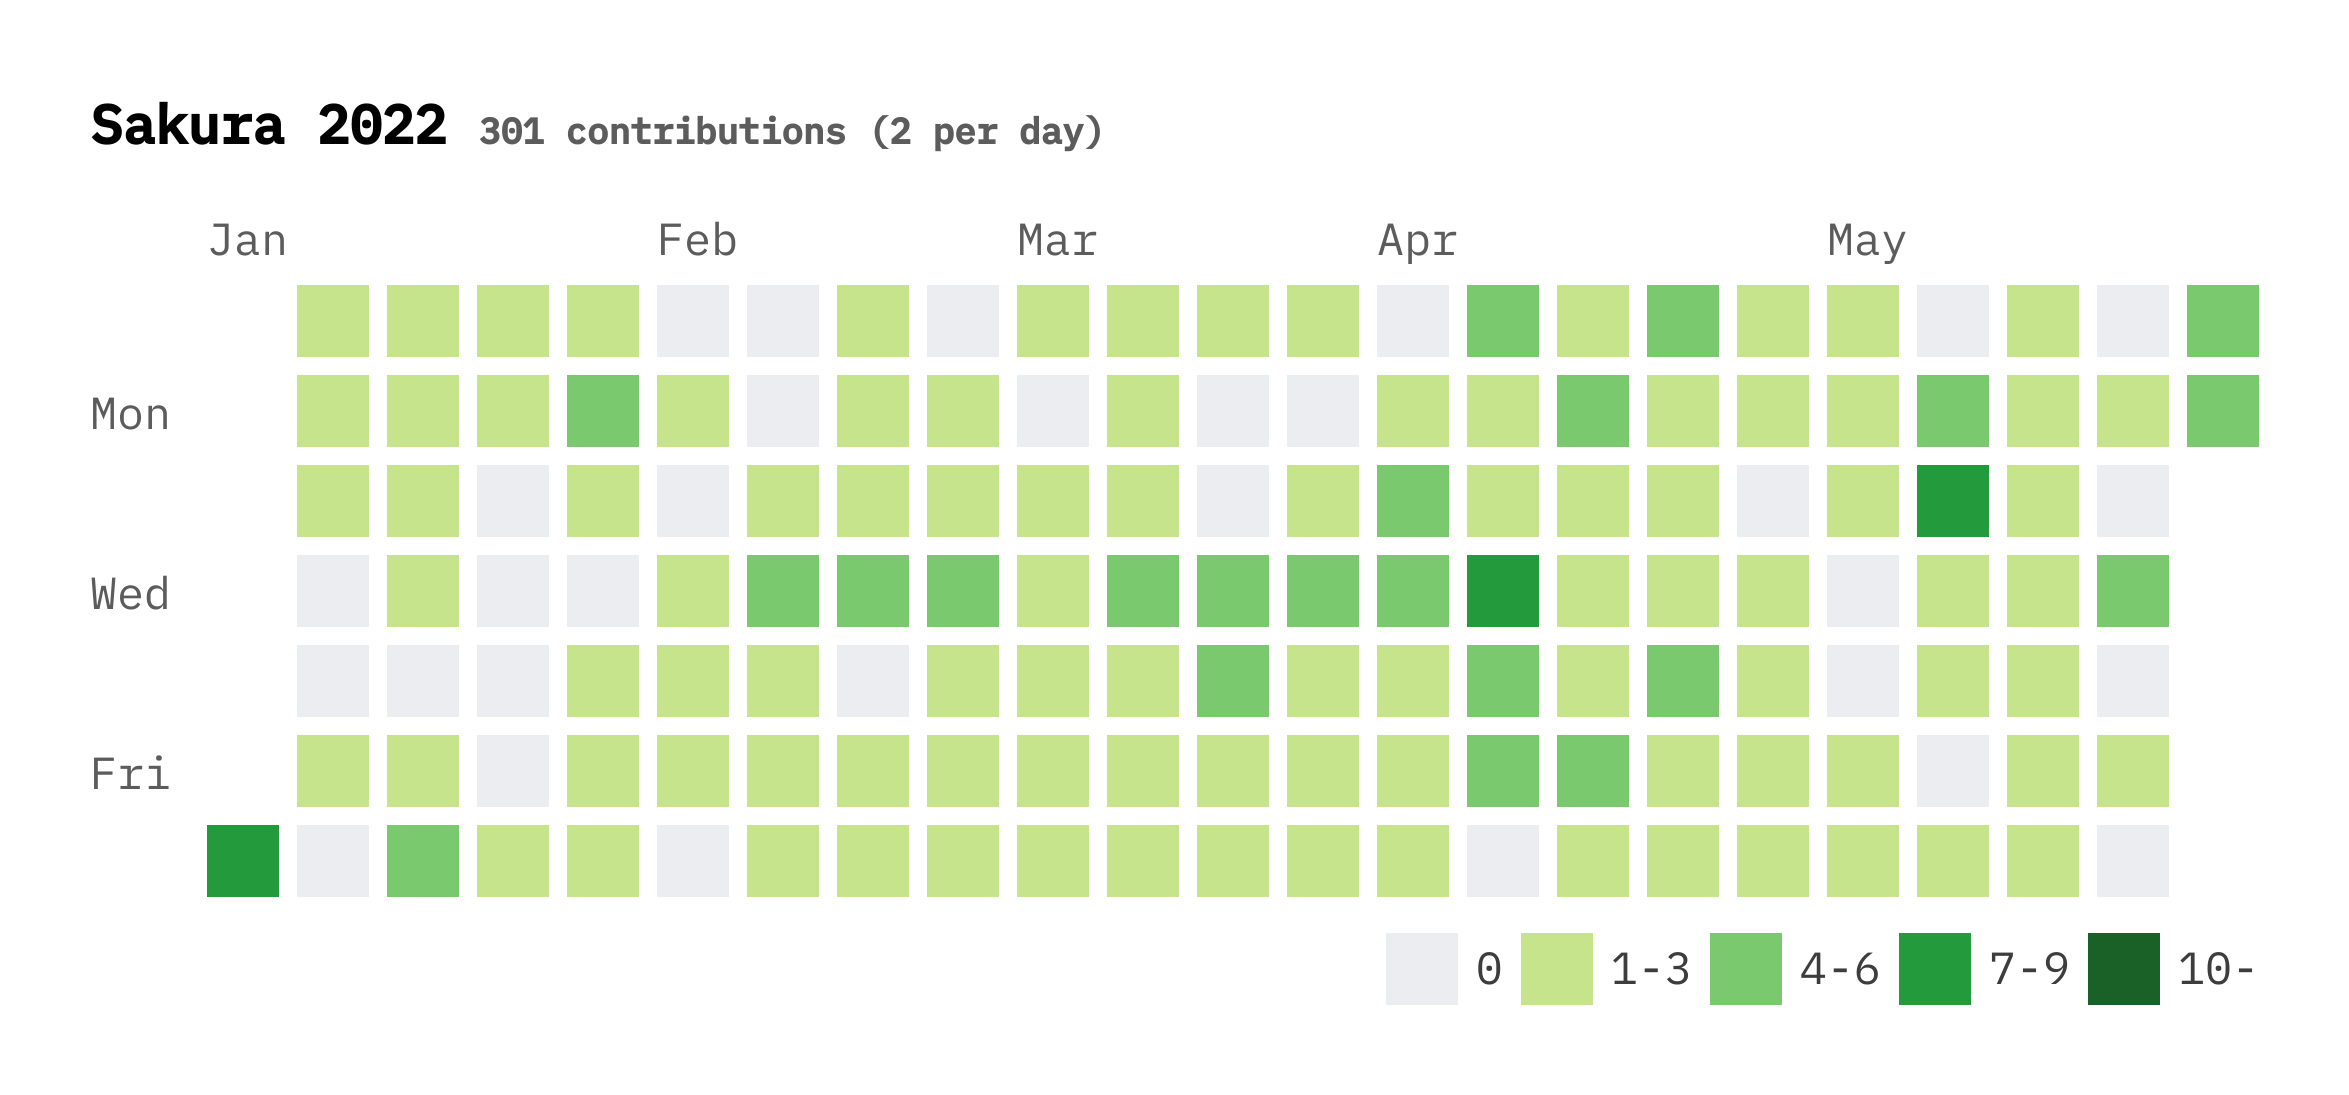 Sakura 2022 301 contributions (2 per day)
Jan Feb Mar Apr May
Mon
Wed
Fri
0 1-3 4-6 7-9 10-